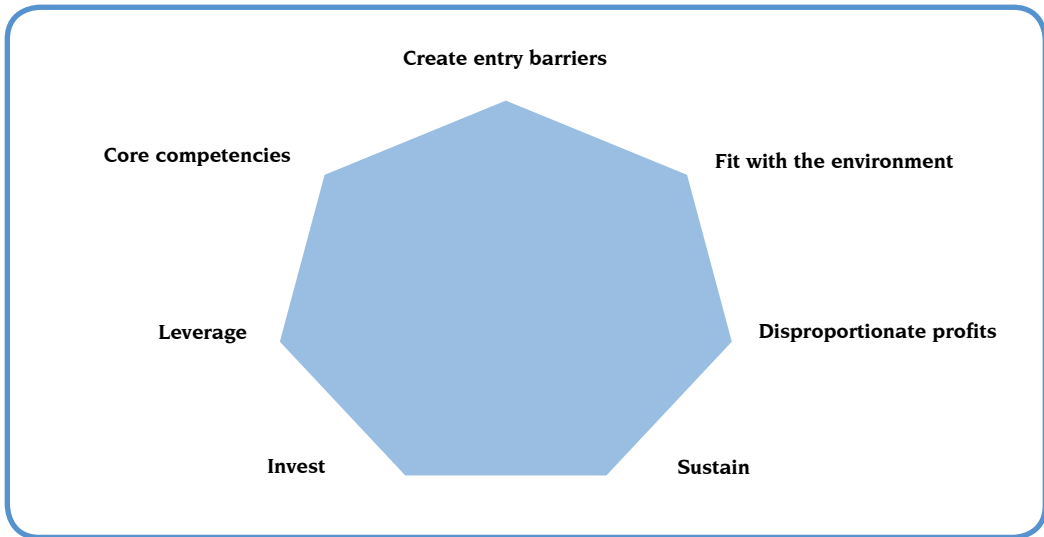 Create entry barriers
Core competencies
Fit with the environment
Leverage
Disproportionate profits
Invest
Sustain